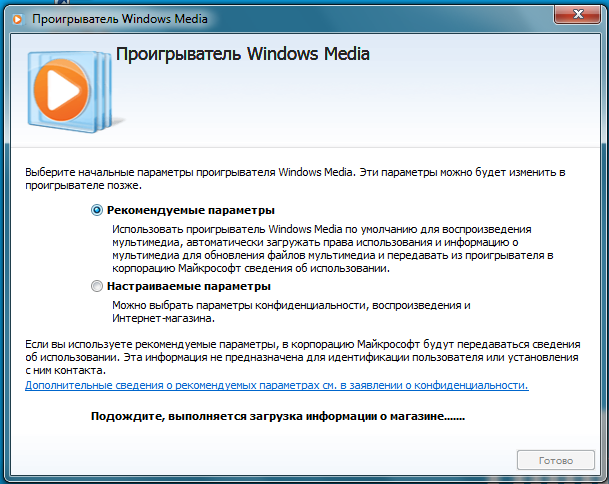 Проигрыватель Windows Media
Проигрыватель Windows Media
Выберите начальные параметры проигрывателя Windows Media. Эти параметры можно будет изменить в
проигрывателе позже.
Рекомендуемые параметры
Использовать проигрыватель Windows Media по умолчанию для воспроизведения
мультимедиа, автоматически загружать права использования и информацию о
мультимедиа для обновления файлов мультимедиа и передавать из проигрывателя в
корпорацию Майкрософт сведения об использовании.
Настраиваемые параметры
Можно выбрать параметры конфиденциальности, воспроизведения и
Интернет-магазина.
Если вы используете рекомендуемые параметры, в корпорацию Майкрософт будут передаваться сведения
об использовании. Эта информация не предназначена для идентификации пользователя или установления
с ним контакта.
Дополнительные сведения о рекомендуемых параметрах см. в заявлении о конфиденциальности.
Подождите, выполняется загрузка информации о магазине.......
Готово